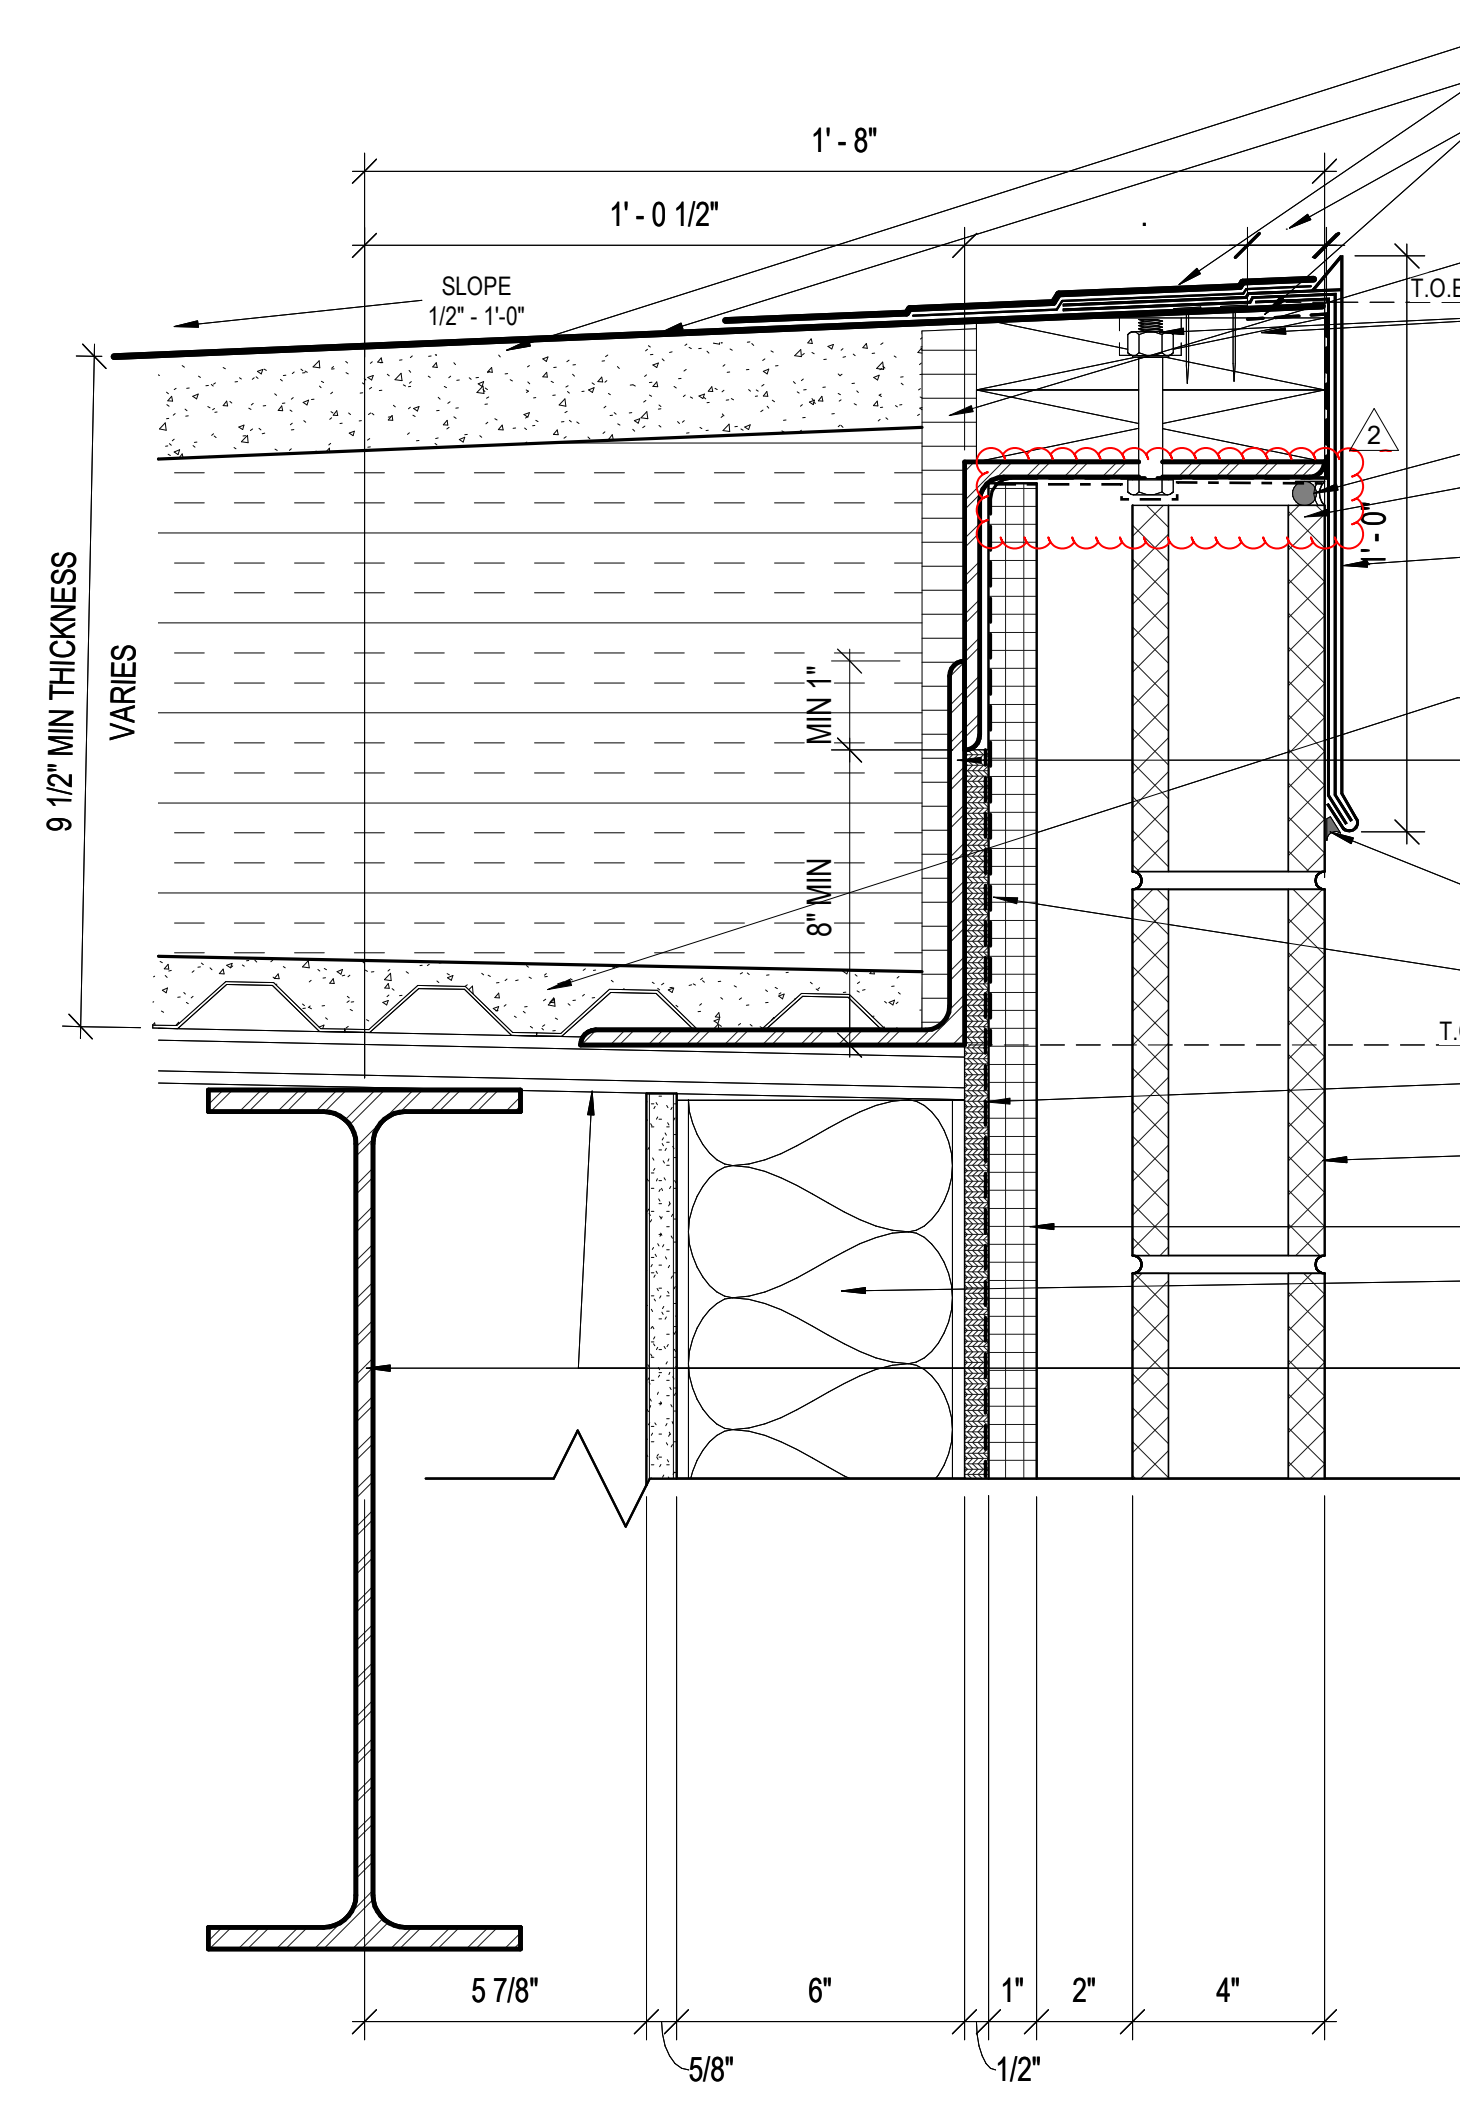 1' - 8"
1' - 0 1/2"
SLOPE
1/2" - 1'-0"
T.O.B
2
1' - 0"
9 1/2" MIN THICKNESS
VARIES
MIN 1"
8" MIN
5 7/8"
6"
1"
2"
4"
5/8"
1/2"